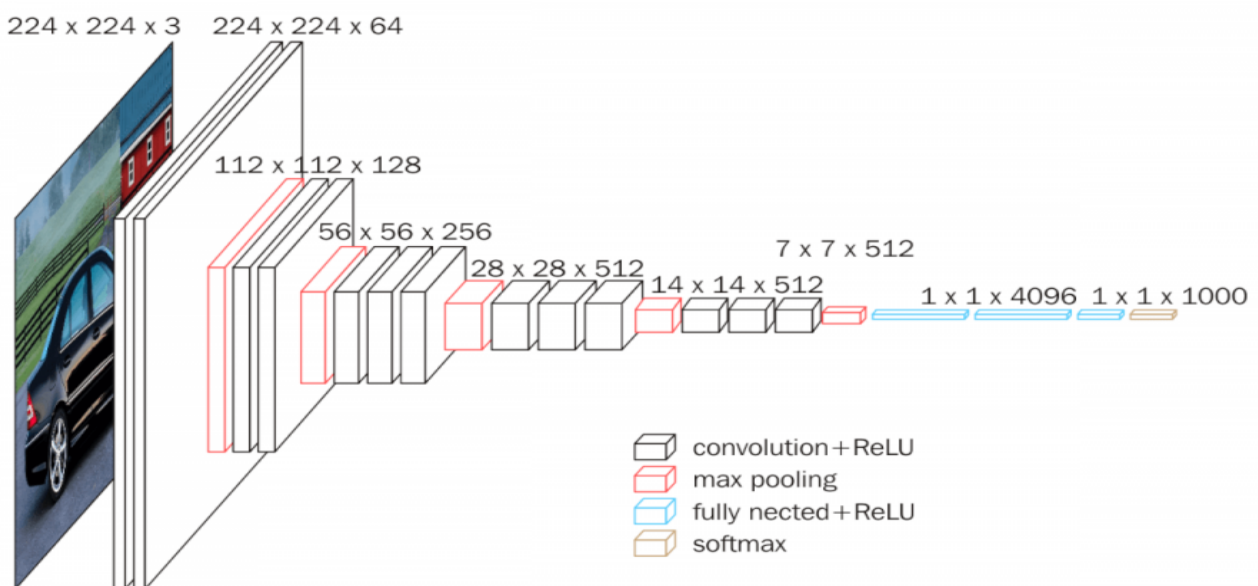 224 x 224 x 3
224 x 224 x 64
112 x 112 x 128
56 x 56 x 256
28 x 28 x 512
14 x 14 x 512
7 x 7 x 512
1 x 1 x 4096
1 x 1 x 1000
convolution+ReLU
max pooling
fully nected+ReLU
softmax